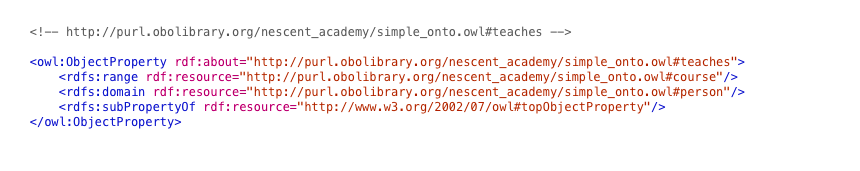 <!-- http://purl.obolibrary.org/nescent_academy/simple_onto.owl#teaches -->
<owl:ObjectProperty rdf:about="http://purl.obolibrary.org/nescent_academy/simple_onto.owl#teaches">
<rdfs:range rdf:resource="http://purl.obolibrary.org/nescent_academy/simple_onto.owl#course"/>
<rdfs:domain rdf:resource="http://purl.obolibrary.org/nescent_academy/simple_onto.owl#person"/>
<rdfs:subPropertyOf rdf:resource="http://www.w3.org/2002/07/owl#topObjectProperty"/>
</owl:ObjectProperty>